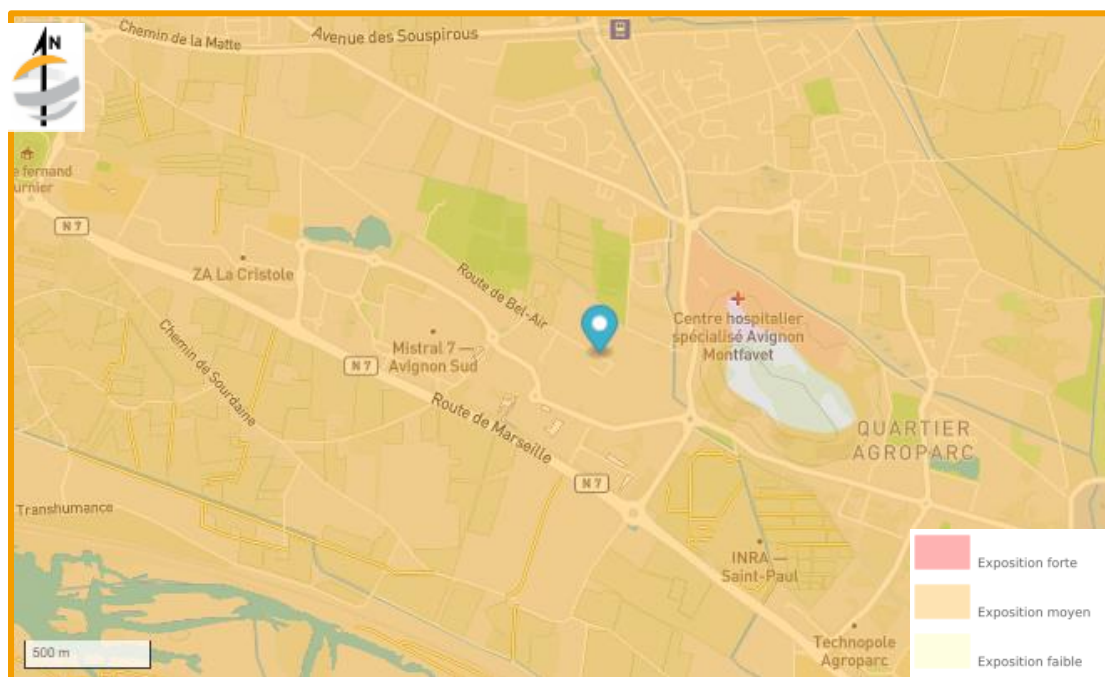 N
Chemin de la Matte
Avenue des Souspirous
fernand
N 7
ZA La Cristole
Route de Bel-Air
Centre hospitalier
spécialisé Avignon
Montfavet
Mistral 7 —
Avignon Sud
N 7
Chemin de Sourdaine
Route de Marseille
QUARTIER
AGROPARC
N 7
Transhumance
INRA —
Saint-Paul
Technopole
Agroparc
500 m
Exposition forte
Exposition moyen
Exposition faible